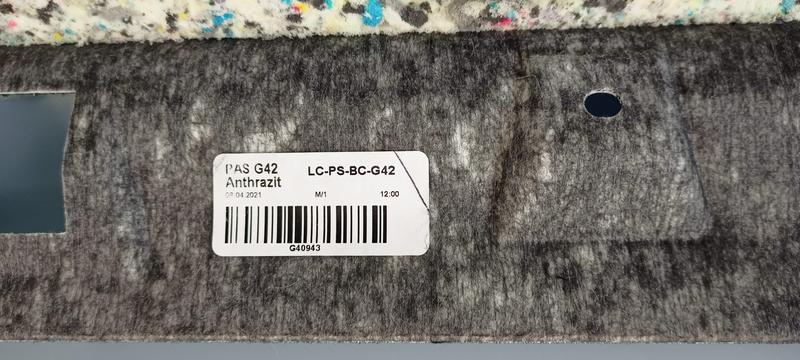 PAS G42 LC-PS-BC-G42
Anthrazit
08.04.2021 M/1 12:00
G40943